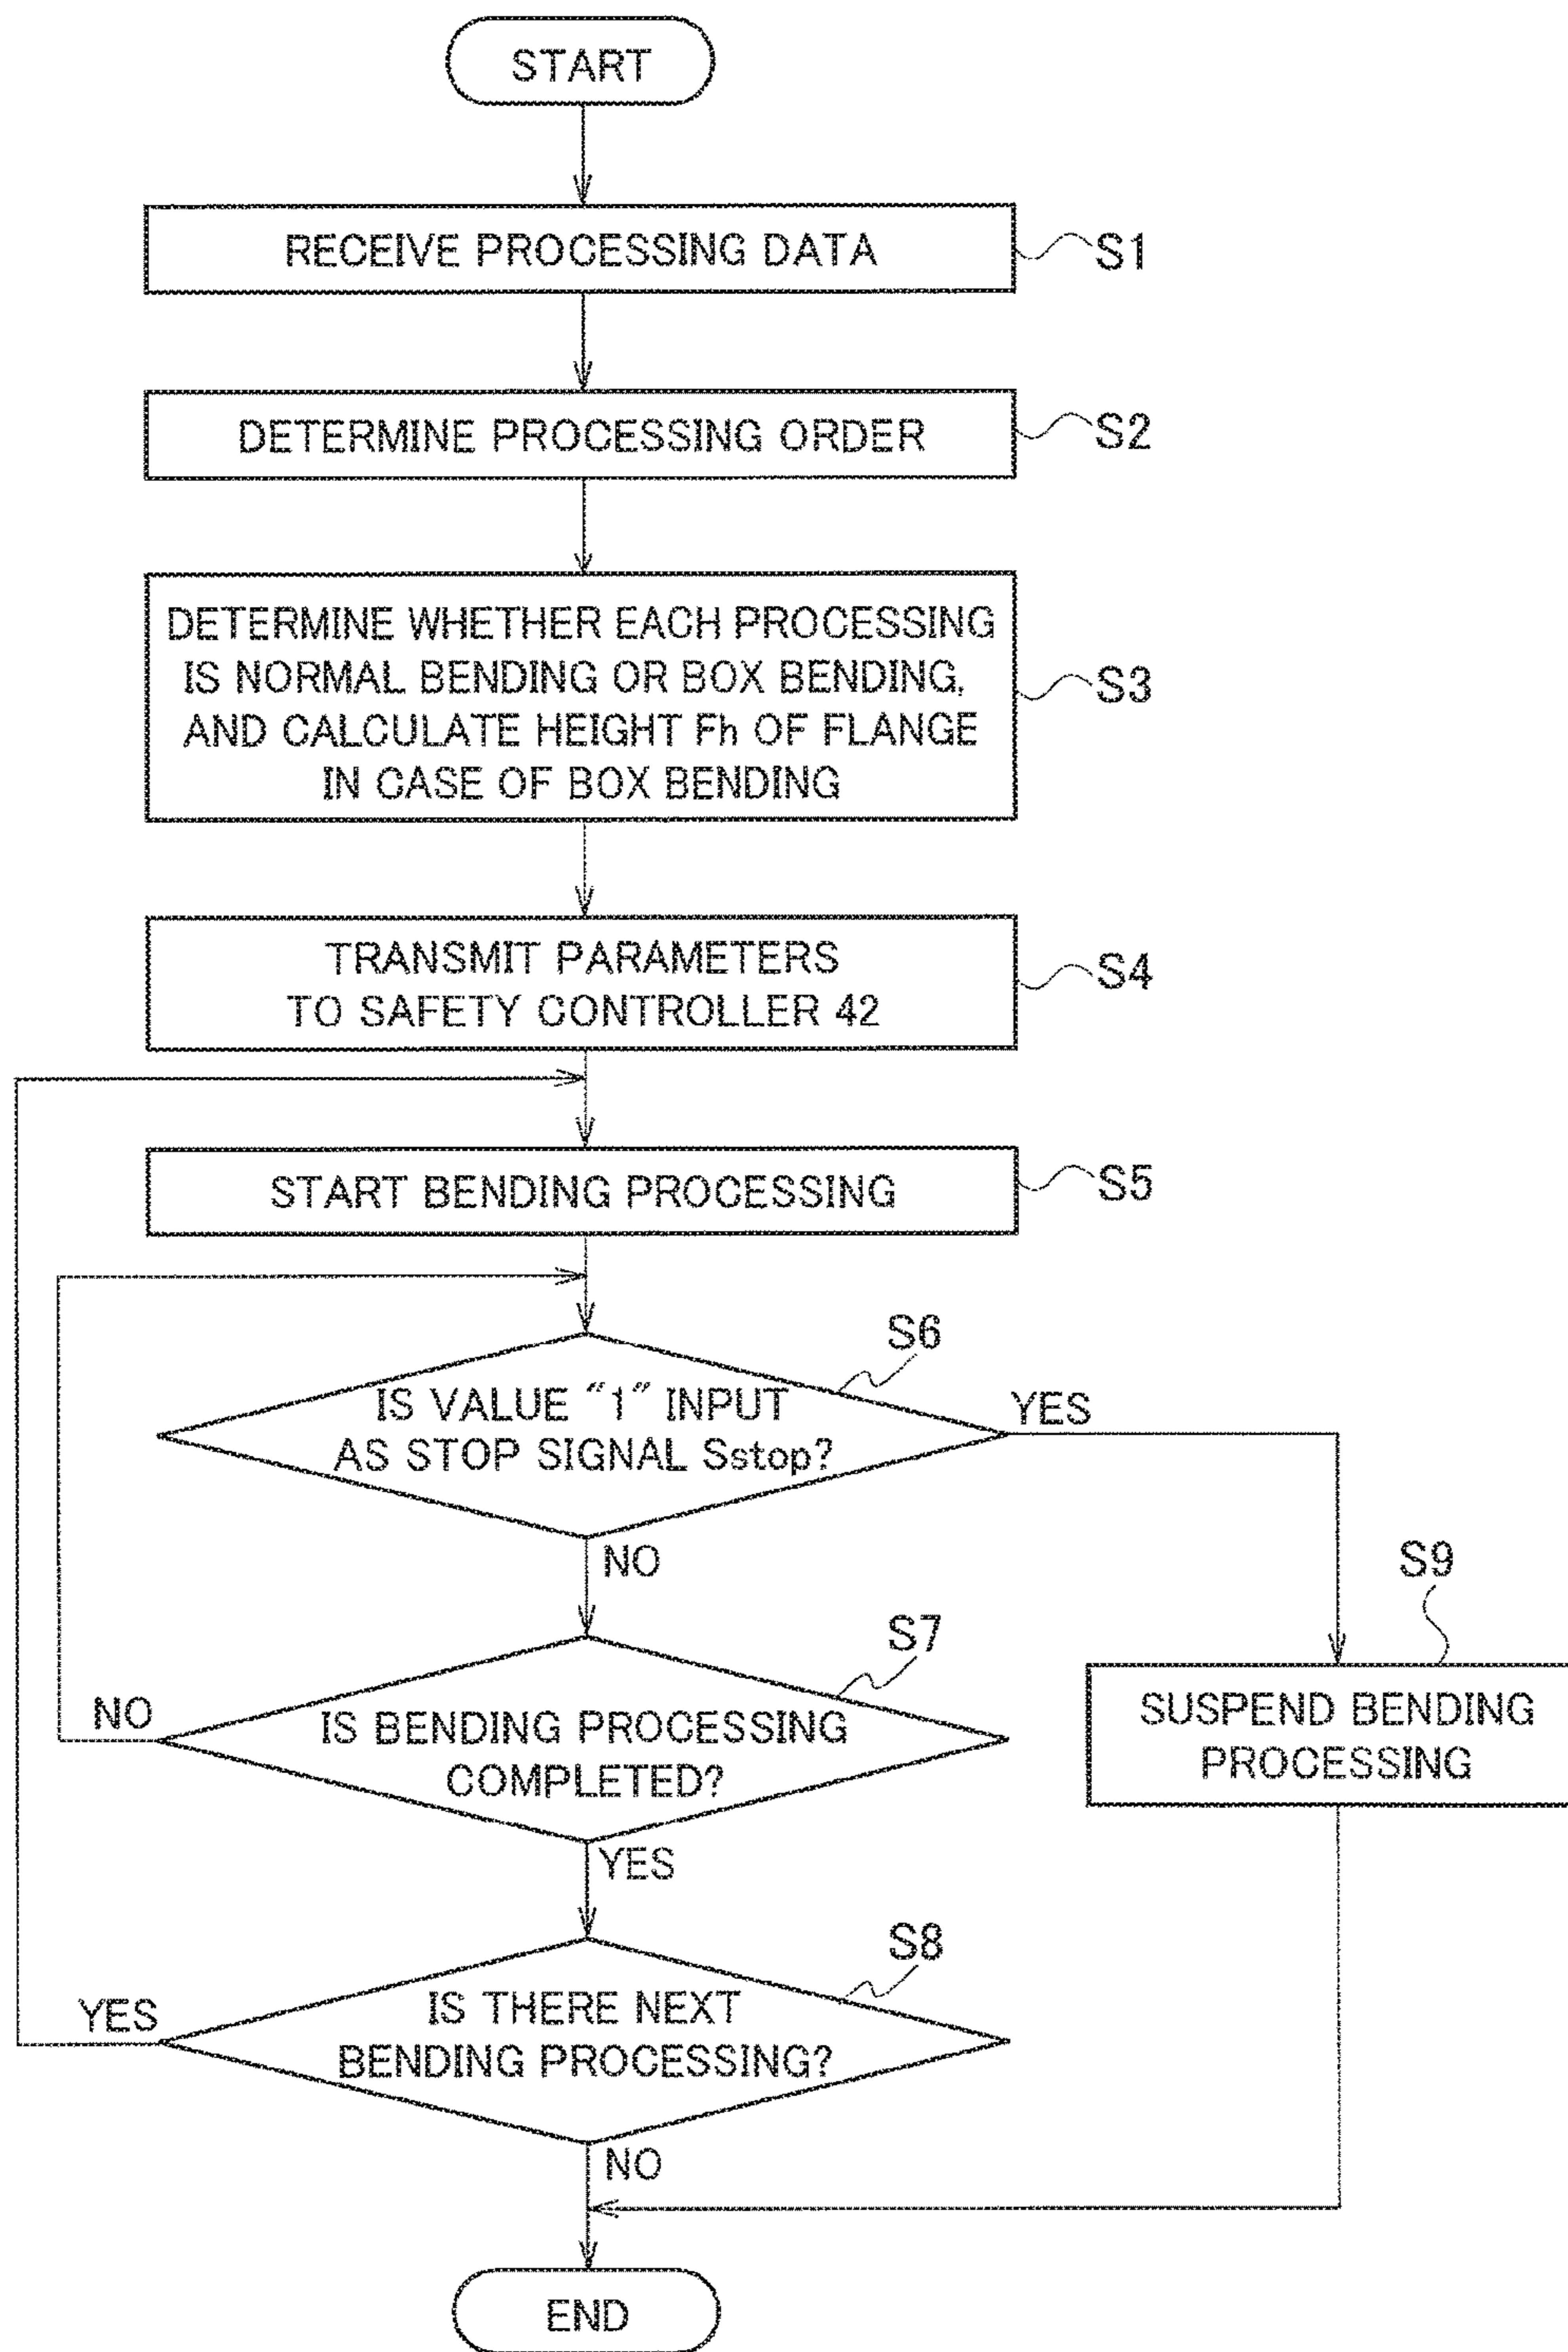 START
RECEIVE PROCESSING DATA
S1
DETERMINE PROCESSING ORDER
S2
DETERMINE WHETHER EACH PROCESSING
IS NORMAL BENDING OR BOX BENDING,
AND CALCULATE HEIGHT Fh OF FLANGE
IN CASE OF BOX BENDING
S3
TRANSMIT PARAMETERS
TO SAFETY CONTROLLER 42
S4
START BENDING PROCESSING
S5
S6
IS VALUE "1" INPUT
AS STOP SIGNAL Sstop?
YES
NO
S9
SUSPEND BENDING
PROCESSING
S7
NO
IS BENDING PROCESSING
COMPLETED?
YES
S8
YES
IS THERE NEXT
BENDING PROCESSING?
NO
END